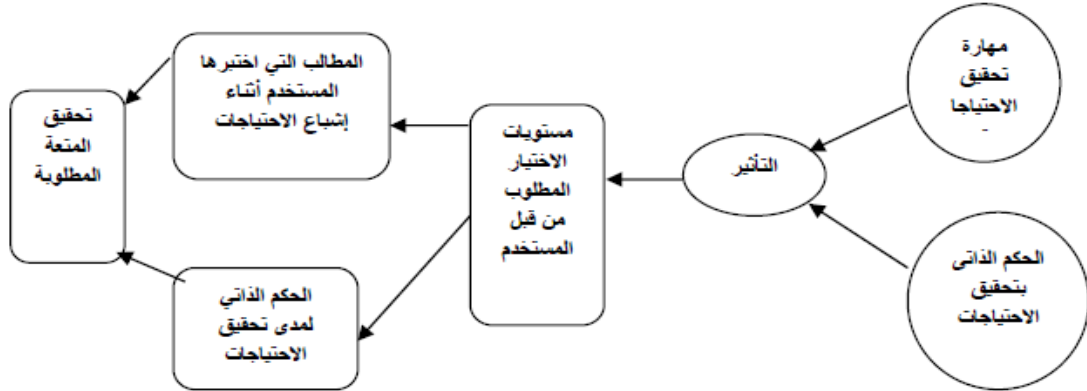 مهارة
تحقيق
الاحتياجا
-
الحكم الذاتى
بتحقيق
الاحتياجات
التأثير
مستويات
الاختيار
المطلوب
من قبل
المستخدم
المطالب التي اختبرها
المستخدم أثناء
إشباع الاحتياجات
الحكم الذاتي
لمدى تحقيق
الاحتياجات
تحقيق
المتعة
المطلوبة